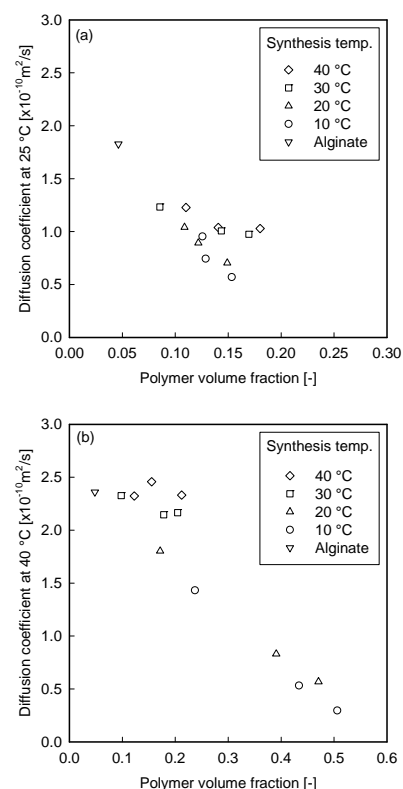 (a)
Synthesis temp.
40 °C
30 °C
20 °C
10 °C
Alginate
3.0
2.5
2.0
1.5
1.0
0.5
0.0
0.00 0.05 0.10 0.15 0.20 0.25 0.30
Diffusion coefficient at 25 °C [x10⁻¹⁰m²/s]
Polymer volume fraction [-]
(b)
Synthesis temp.
40 °C
30 °C
20 °C
10 °C
Alginate
3.0
2.5
2.0
1.5
1.0
0.5
0.0
0.0 0.1 0.2 0.3 0.4 0.5 0.6
Diffusion coefficient at 40 °C [x10⁻¹⁰m²/s]
Polymer volume fraction [-]